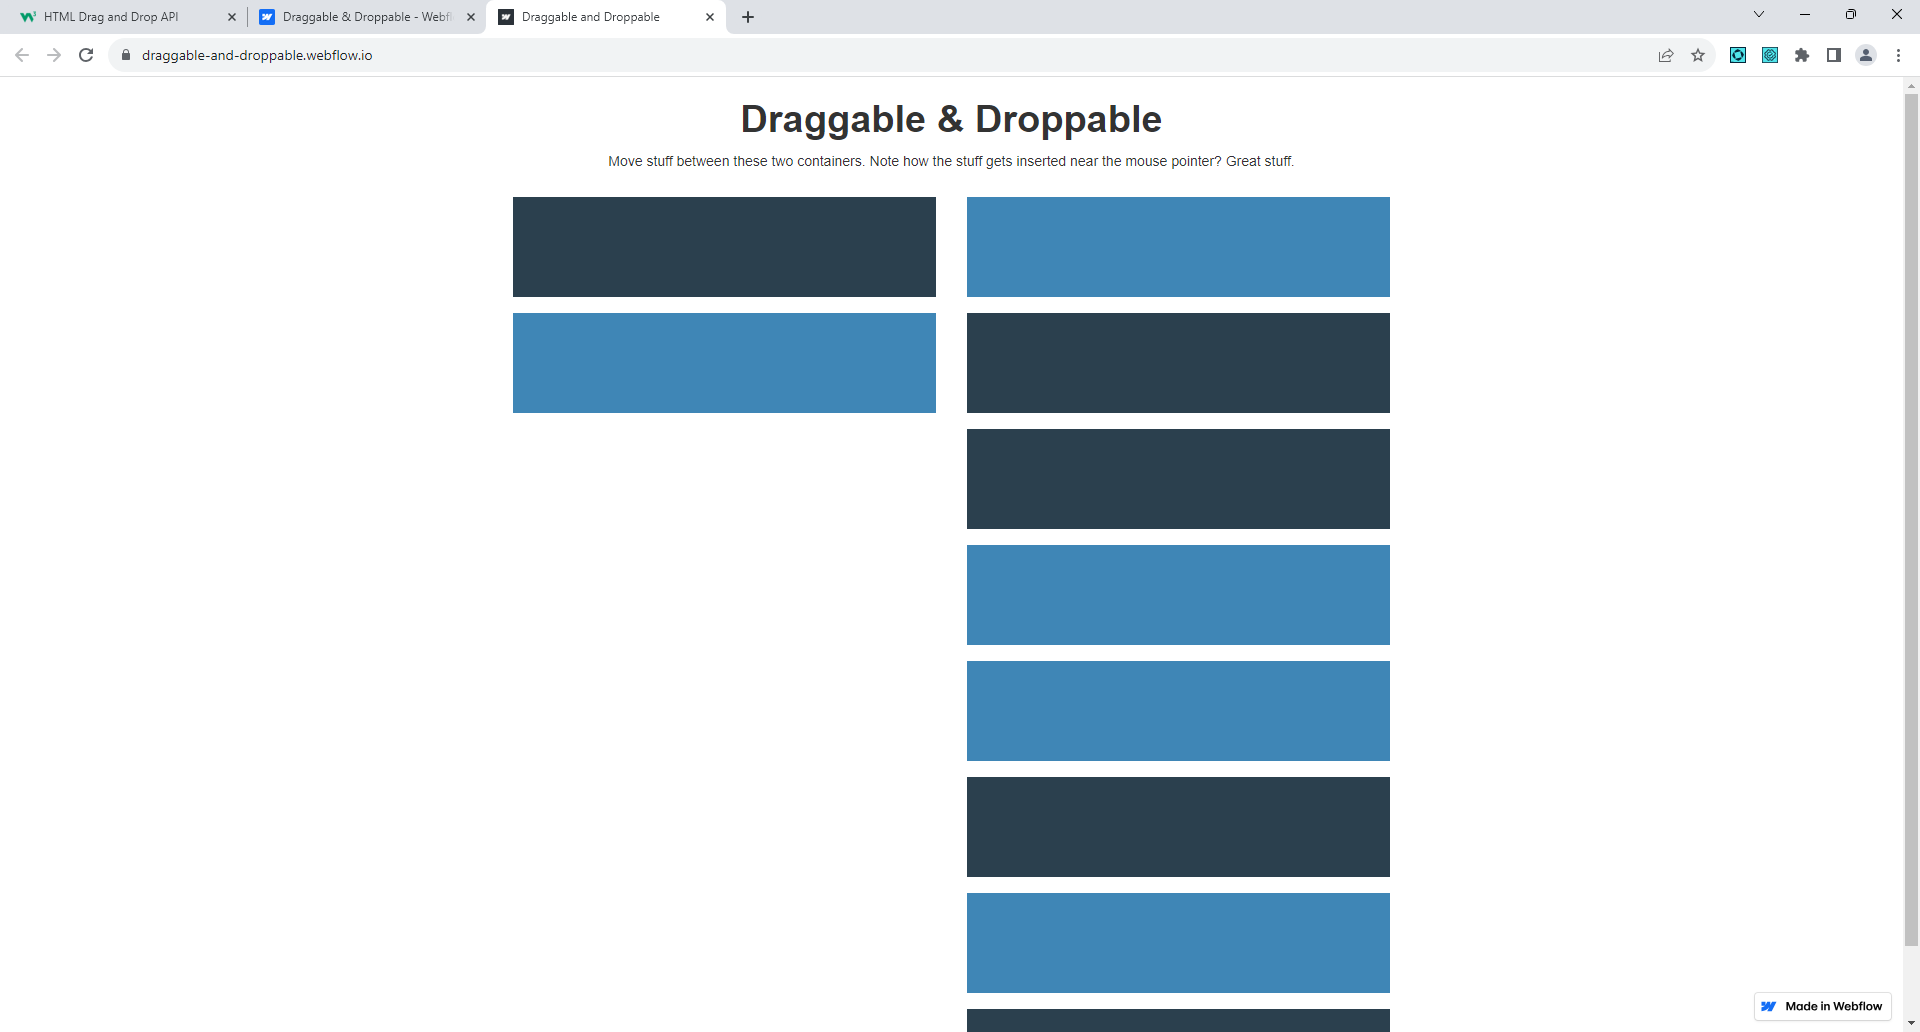 HTML Drag and Drop API
Draggable & Droppable - Webfl
Draggable and Droppable
draggable-and-droppable.webflow.io
Draggable & Droppable
Move stuff between these two containers. Note how the stuff gets inserted near the mouse pointer? Great stuff.
Made in Webflow